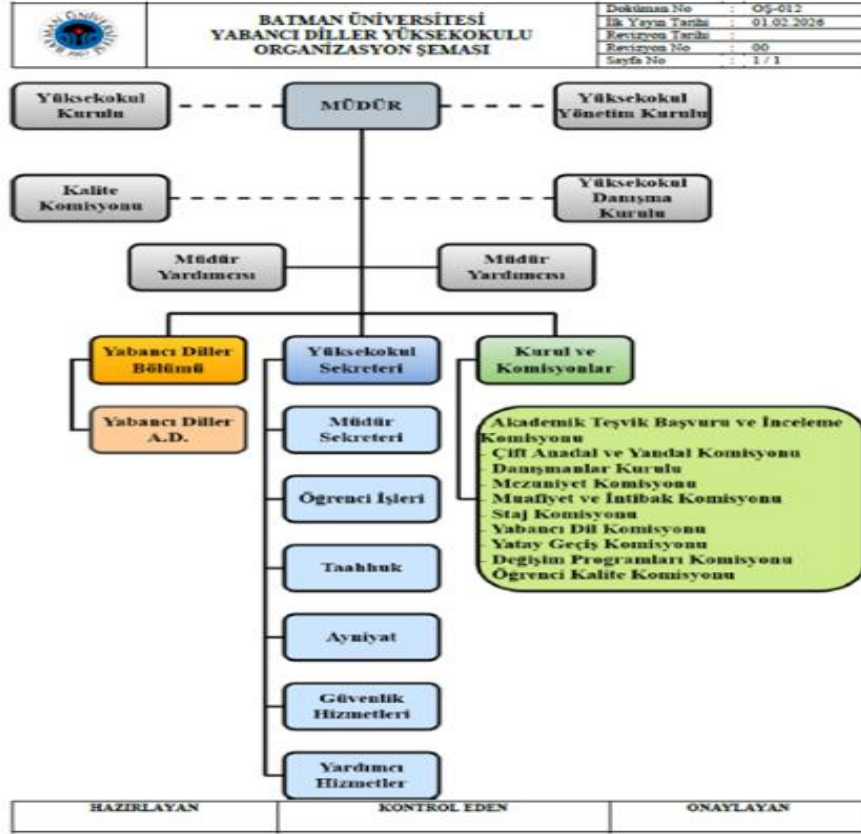 BATMAN ÜNİVERSİTESİ
YABANCI DİLLER YÜKSEKOKULU
ORGANİZASYON ŞEMASI
Doküman No : OŞ-012
İlk Yayın Tarihi : 01.02.2026
Revizyon Tarihi :
Revizyon No : 00
Sayfa No : 1 / 1
Yüksekokul
Kurulu
MÜDÜR
Yüksekokul
Yönetim Kurulu
Kalite
Komisyonu
Yüksekokul
Danışma
Kurulu
Müdür
Yardımcısı
Müdür
Yardımcısı
Yabancı Diller
Bölümü
Yüksekokul
Sekreteri
Kurul ve
Komisyonlar
Yabancı Diller
A.D.
Müdür
Sekreteri
Öğrenci İşleri
Taahhuk
Ayniyat
Güvenlik
Hizmetleri
Yardımcı
Hizmetler
- Akademik Teşvik Başvuru ve İnceleme
Komisyonu
- Çift Anadal ve Yandal Komisyonu
- Danışmanlar Kurulu
- Mezuniyet Komisyonu
- Muafiyet ve İntibak Komisyonu
- Staj Komisyonu
- Yabancı Dil Komisyonu
- Yatay Geçiş Komisyonu
- Değişim Programları Komisyonu
- Öğrenci Kalite Komisyonu
HAZIRLAYAN
KONTROL EDEN
ONAYLAYAN